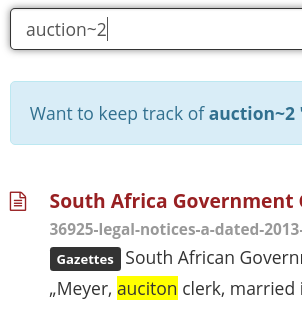 auction~2
Want to keep track of auction~2 "
South Africa Government
36925-legal-notices-a-dated-2013-
Gazettes South African Govern
„Meyer, auciton clerk, married